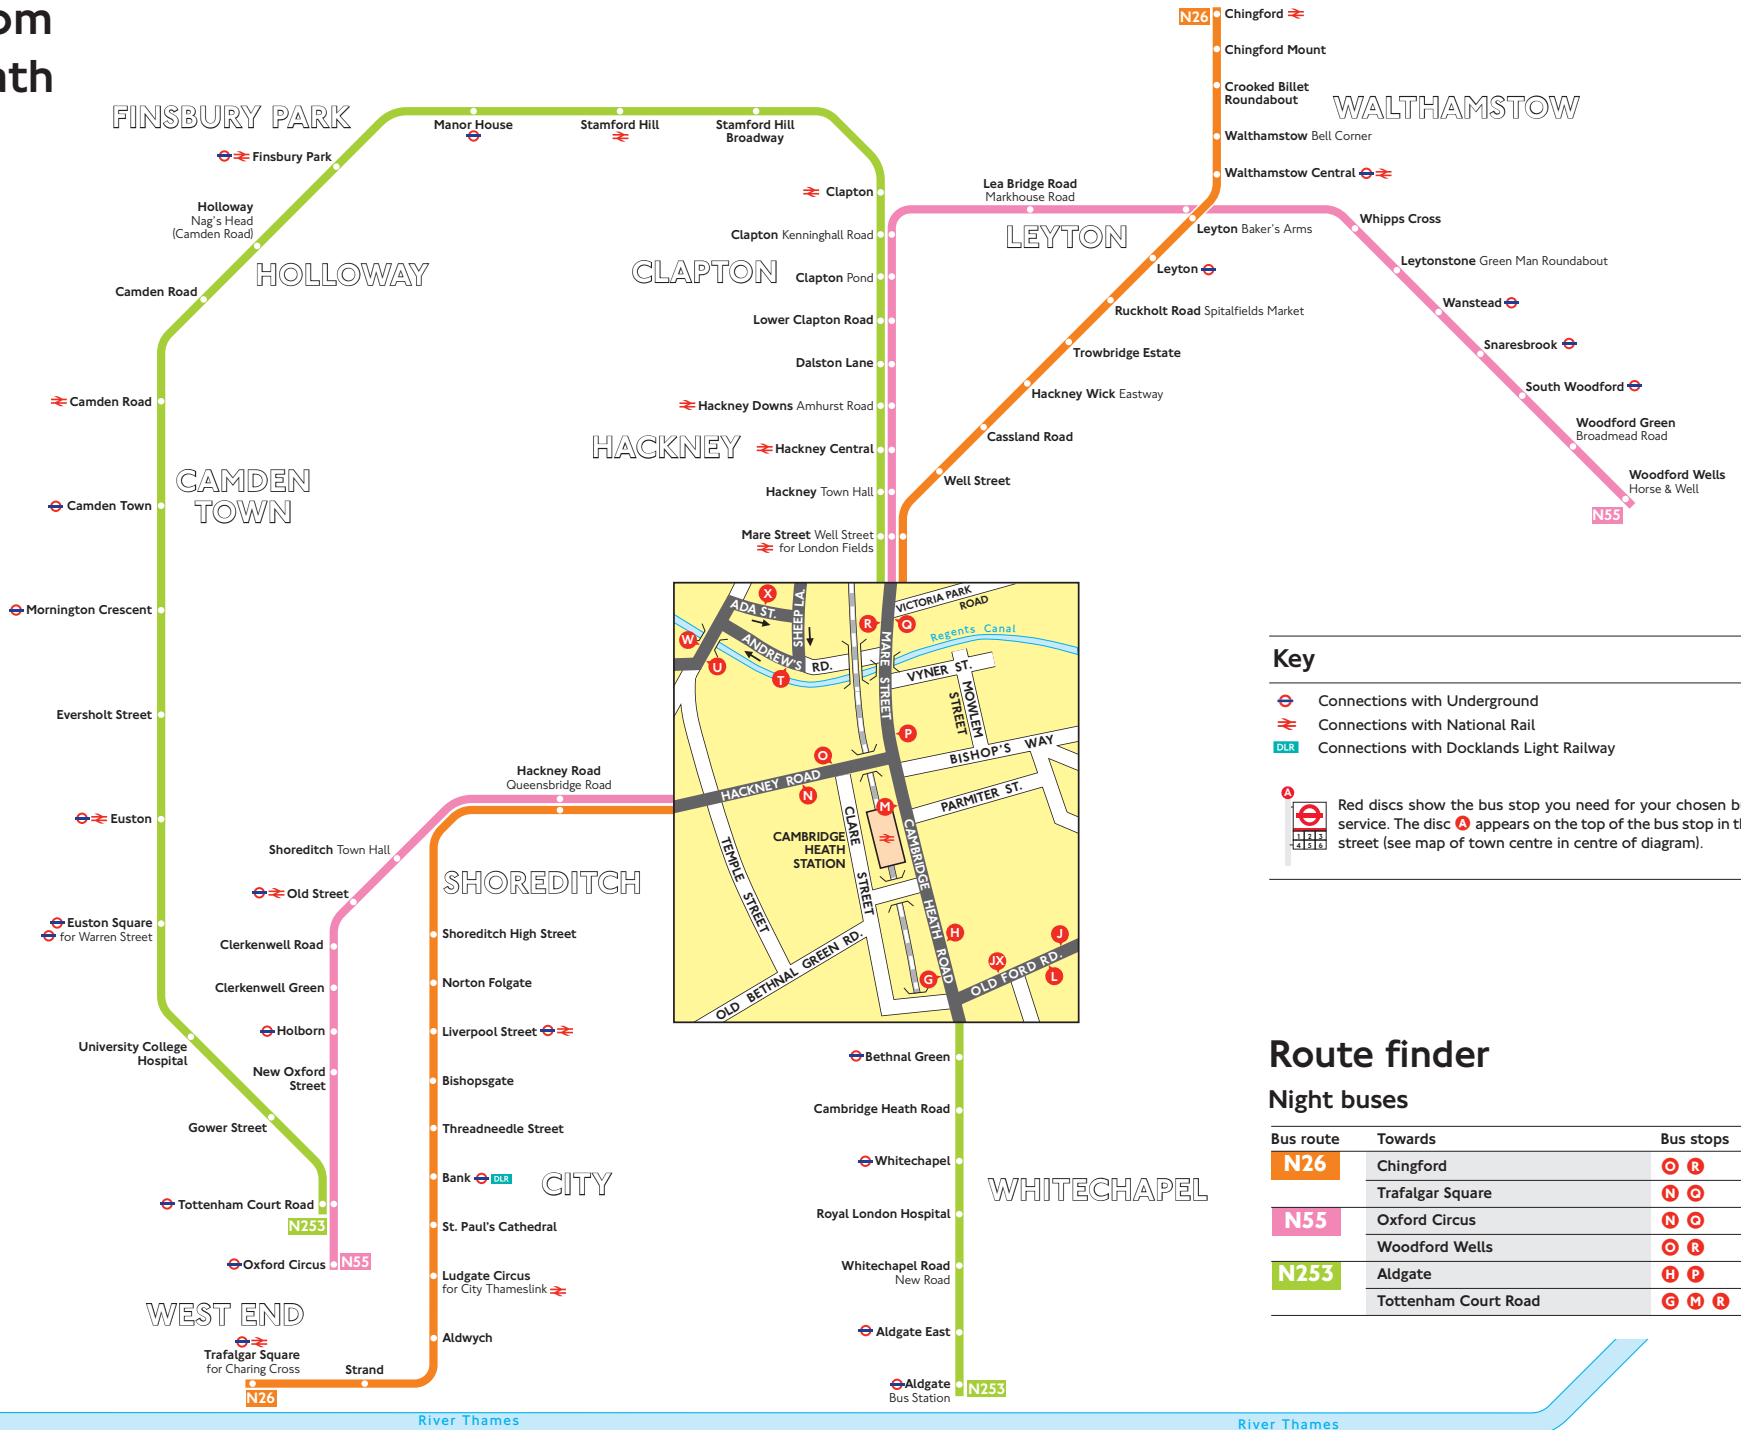 om
ath
FINSBURY PARK
Finsbury Park
Manor House
Stamford Hill
Stamford Hill
Broadway
Holloway
Nag's Head
(Camden Road)
HOLLOWAY
Camden Road
Camden Road
CAMDEN
TOWN
Camden Town
Mornington Crescent
Eversholt Street
Euston
Euston Square
for Warren Street
University College
Hospital
Gower Street
Tottenham Court Road
N253
Clapton
Clapton Kenninghall Road
CLAPTON
Clapton Pond
Lower Clapton Road
Dalston Lane
Hackney Downs Amhurst Road
HACKNEY
Hackney Central
Hackney Town Hall
Mare Street Well Street
for London Fields
Lea Bridge Road
Markhouse Road
LEYTON
N26
Chingford
Chingford Mount
Crooked Billet
Roundabout
WALTHAMSTOW
Walthamstow Bell Corner
Walthamstow Central
Leyton Baker's Arms
Leyton
Ruckholt Road Spitalfields Market
Trowbridge Estate
Hackney Wick Eastway
Cassland Road
Well Street
Whipps Cross
Leytonstone Green Man Roundabout
Wanstead
Snaresbrook
South Woodford
Woodford Green
Broadmead Road
Woodford Wells
Horse & Well
N55
Hackney Road
Queensbridge Road
Shoreditch Town Hall
SHOREDITCH
Old Street
Clerkenwell Road
Clerkenwell Green
Holborn
New Oxford
Street
Oxford Circus
N55
WEST END
Trafalgar Square
for Charing Cross
N26
Strand
Shoreditch High Street
Norton Folgate
Liverpool Street
Bishopsgate
Threadneedle Street
Bank DLR
CITY
St. Paul's Cathedral
Ludgate Circus
for City Thameslink
Aldwych
X
ADA ST.
SHEEP LA.
VICTORIA PARK
ROAD
R
Q
Regents Canal
W
U
ANDREW'S
RD.
T
MARE STREET
VYNER ST.
MOWLEM
STREET
P
O
BISHOP'S WAY
HACKNEY ROAD
N
M
PARMITER ST.
CAMBRIDGE
HEATH
STATION
CLARE STREET
TEMPLE STREET
CAMBRIDGE HEATH ROAD
OLD BETHNAL GREEN RD.
H
J
JX
G
L
OLD FORD RD.
Bethnal Green
Cambridge Heath Road
Whitechapel
WHITECHAPEL
Royal London Hospital
Whitechapel Road
New Road
Aldgate East
Aldgate
Bus Station
N253
River Thames
River Thames
Key
Connections with Underground
Connections with National Rail
DLR Connections with Docklands Light Railway
A
1 2 3
4 5 6
Red discs show the bus stop you need for your chosen b
service. The disc A appears on the top of the bus stop in th
street (see map of town centre in centre of diagram).
Route finder
Night buses
Bus route Towards Bus stops
N26 Chingford O R
Trafalgar Square N Q
N55 Oxford Circus N Q
Woodford Wells O R
N253 Aldgate H P
Tottenham Court Road G M R